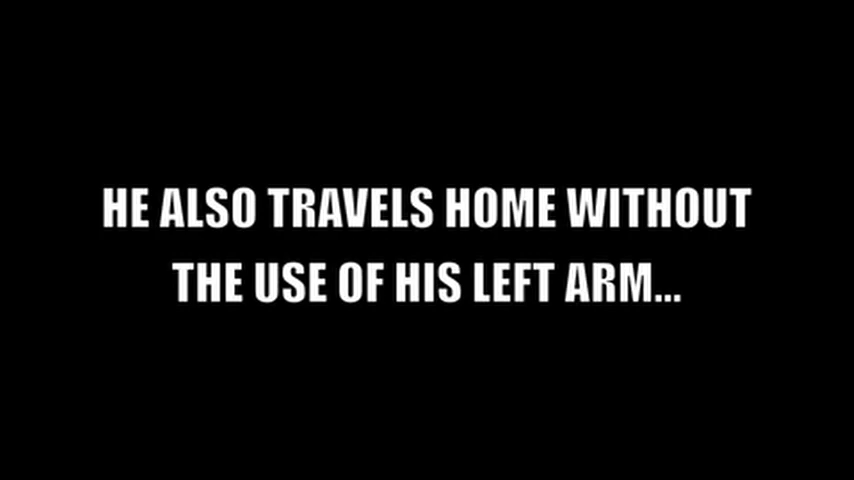 HE ALSO TRAVELS HOME WITHOUT
THE USE OF HIS LEFT ARM...